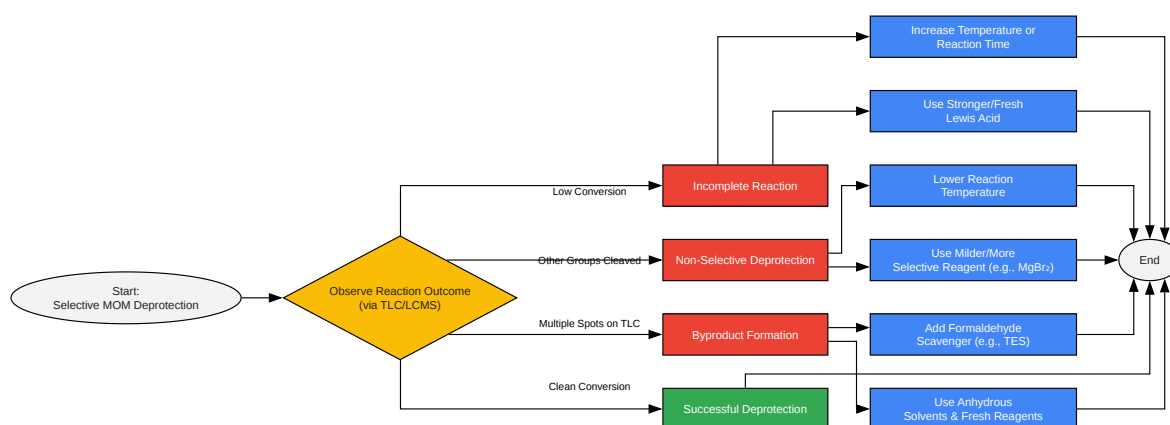 Increase Temperature or
Reaction Time
Use Stronger/Fresh
Lewis Acid
Low Conversion
Incomplete Reaction
Lower Reaction
Temperature
Start:
Selective MOM Deprotection
Observe Reaction Outcome
(via TLC/LCMS)
Other Groups Cleaved
Non-Selective Deprotection
Use Milder/More
Selective Reagent (e.g., MgBr₂)
End
Multiple Spots on TLC
Byproduct Formation
Add Formaldehyde
Scavenger (e.g., TES)
Clean Conversion
Successful Deprotection
Use Anhydrous
Solvents & Fresh Reagents